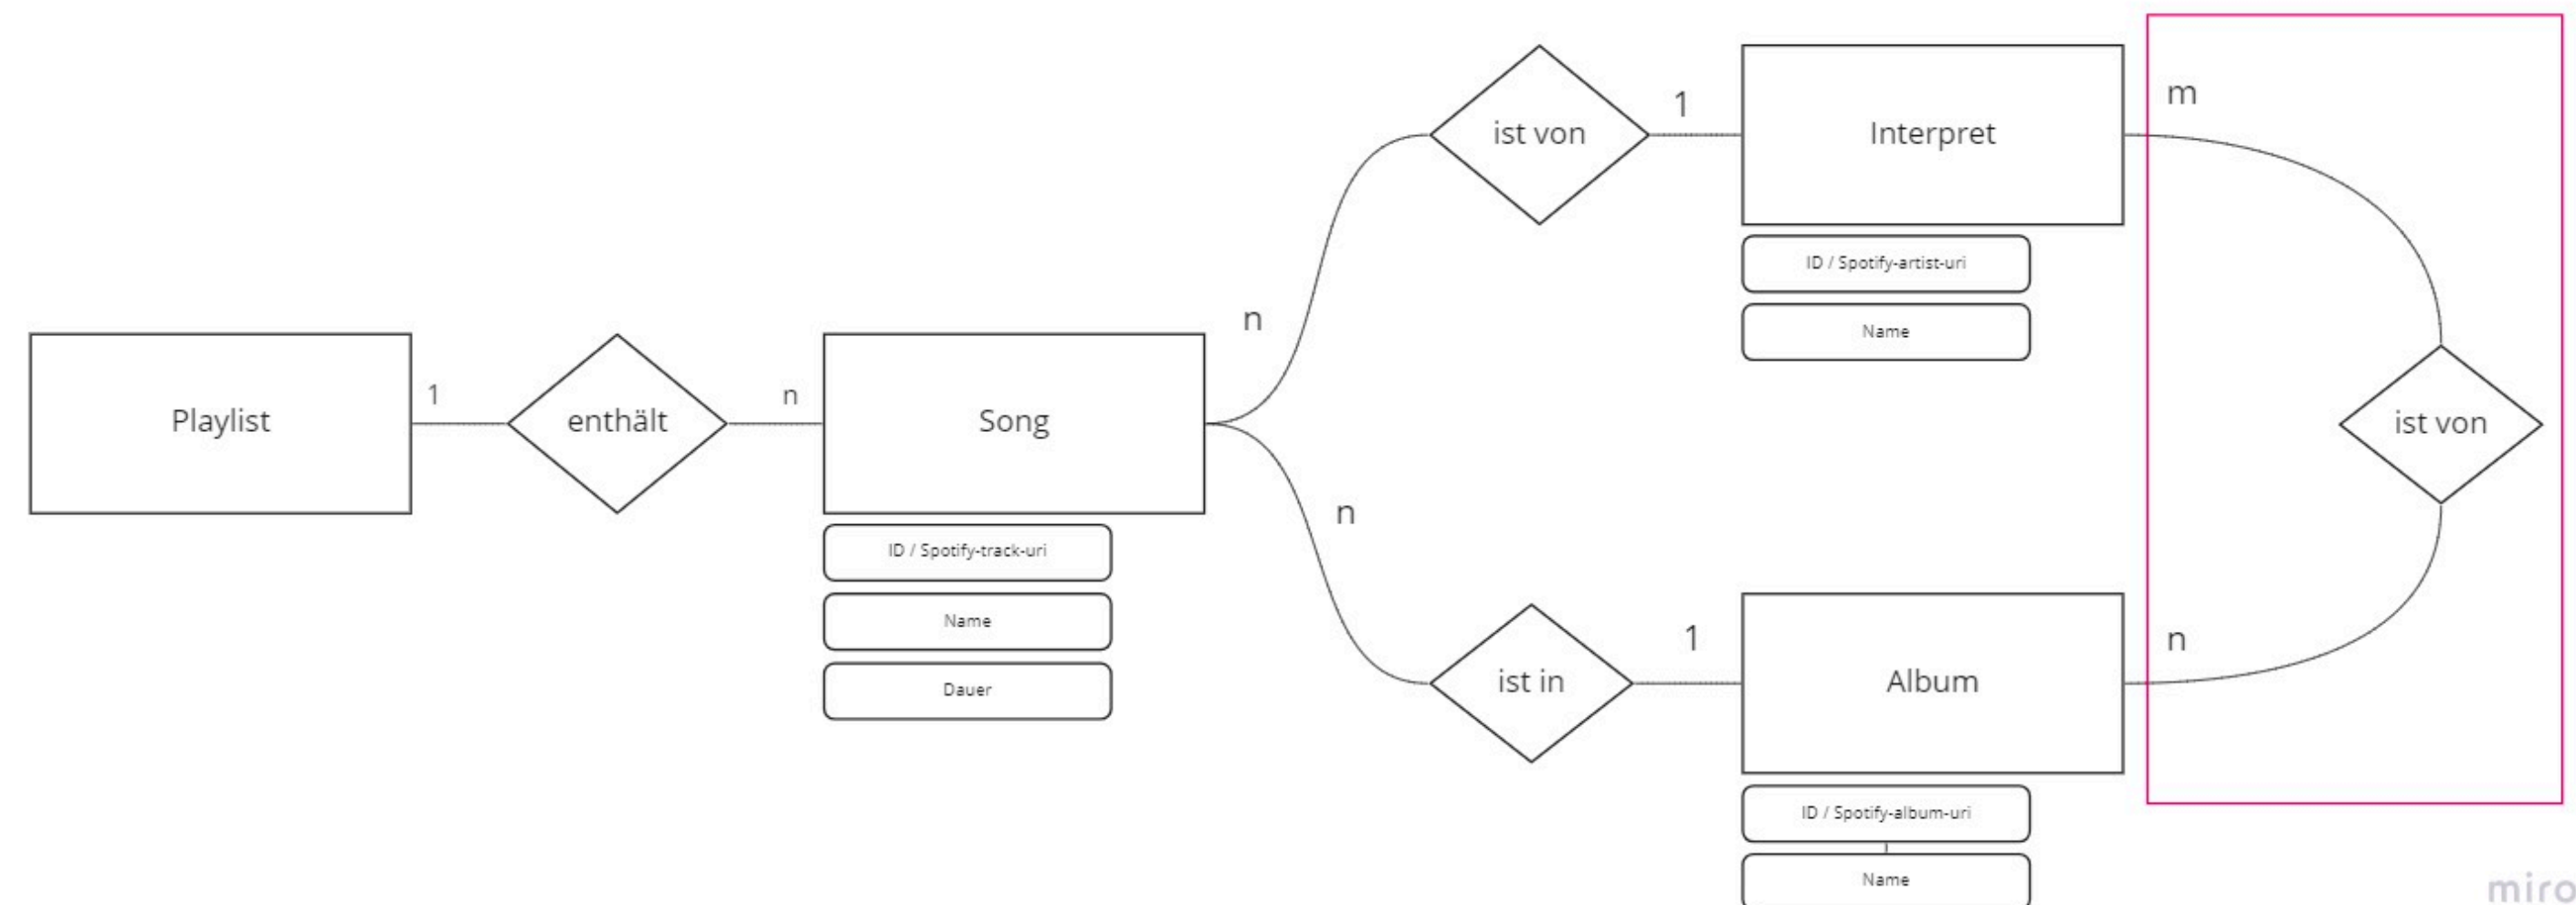 Playlist
1
enthält
n
Song
ID / Spotify-track-uri
Name
Dauer
n
ist von
1
Interpret
ID / Spotify-artist-uri
Name
n
ist in
1
Album
ID / Spotify-album-uri
Name
m
ist von
n
miro